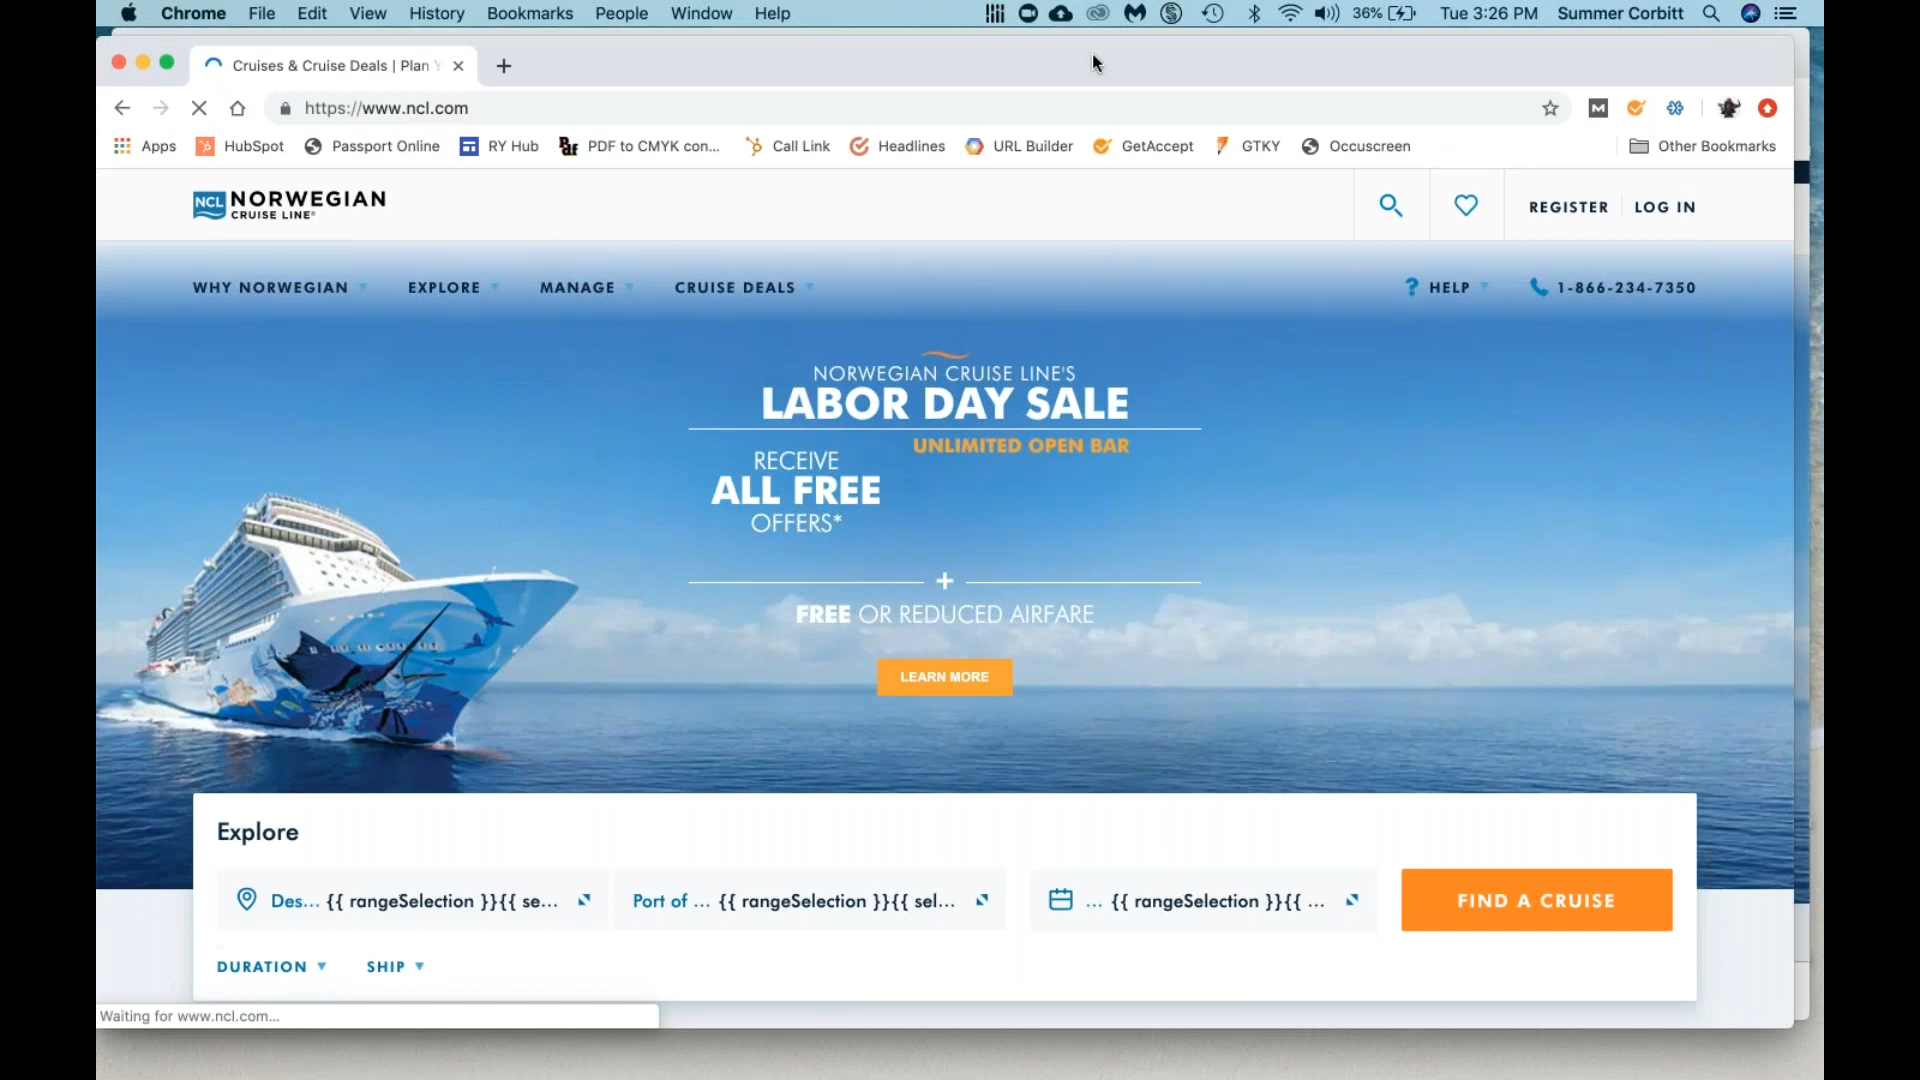 Chrome File Edit View History Bookmarks People Window Help 36% Tue 3:26 PM Summer Corbitt
Cruises & Cruise Deals | Plan Y
https://www.ncl.com
Apps HubSpot Passport Online RY Hub PDF to CMYK con... Call Link Headlines URL Builder GetAccept GTKY Occuscreen Other Bookmarks
NCL NORWEGIAN
CRUISE LINE®
REGISTER LOG IN
WHY NORWEGIAN EXPLORE MANAGE CRUISE DEALS ? HELP 1-866-234-7350
NORWEGIAN CRUISE LINE'S
LABOR DAY SALE
UNLIMITED OPEN BAR
RECEIVE
ALL FREE
OFFERS*
+
FREE OR REDUCED AIRFARE
LEARN MORE
Explore
Des... {{ rangeSelection }}{{ se... Port of ... {{ rangeSelection }}{{ sel... ... {{ rangeSelection }}{{ ... FIND A CRUISE
DURATION SHIP
Waiting for www.ncl.com...